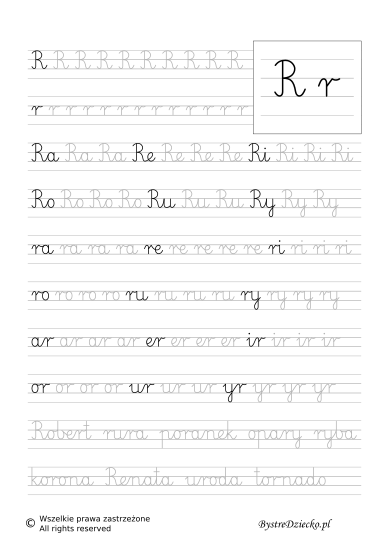 R R R R R R R R R R
R r
r r r r r r r r r r r r r r
Ra Ra Ra Re Re Re Re Ri Ri Ri Ri
Ro Ro Ro Ro Ru Ru Ru Ry Ry Ry
ra ra ra ra re re re re re ri ri ri ri
ro ro ro ro ru ru ru ru ry ry ry ry
ar ar ar ar er er er er ir ir ir ir
or or or or ur ur ur yr yr yr yr
Robert rura poranek opary ryba
korona Renata uroda tornado
© Wszelkie prawa zastrzeżone
All rights reserved
BystreDziecko.pl